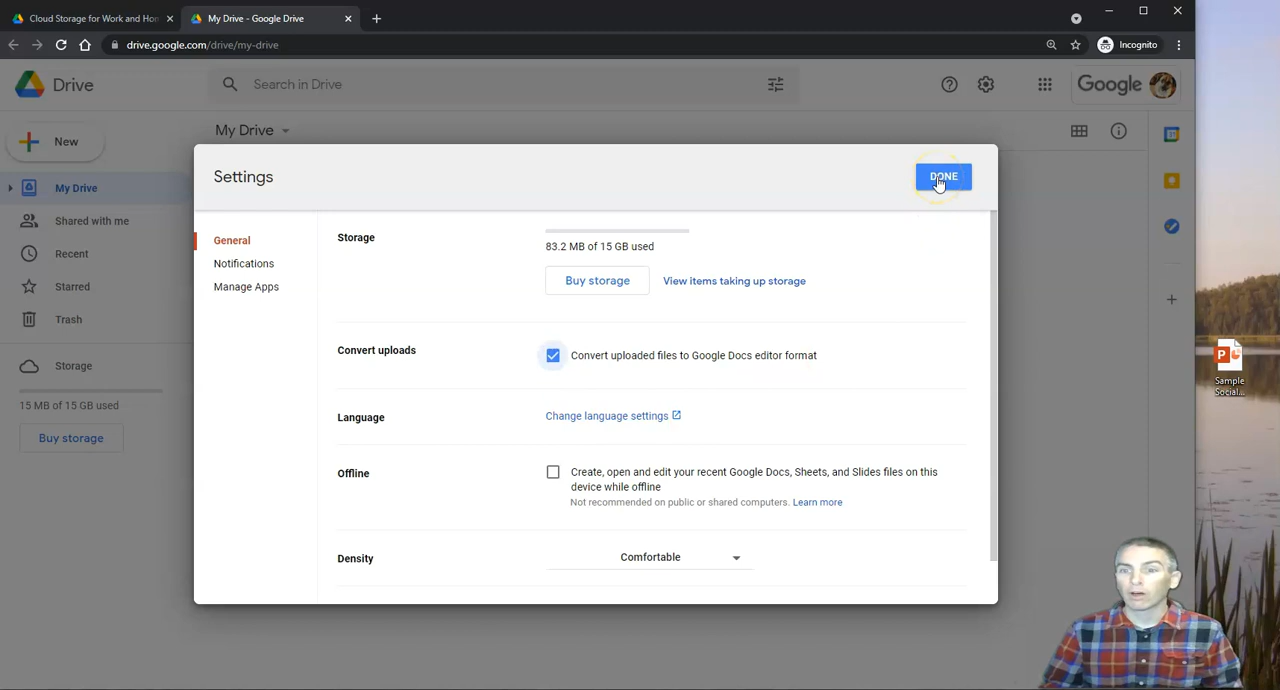 Cloud Storage for Work and Hon
My Drive - Google Drive
drive.google.com/drive/my-drive
Incognito
Drive
Search in Drive
Google
New
My Drive
My Drive
Shared with me
Recent
Starred
Trash
Storage
15 MB of 15 GB used
Buy storage
Settings
DONE
General
Notifications
Manage Apps
Storage
83.2 MB of 15 GB used
Buy storage
View items taking up storage
Convert uploads
Convert uploaded files to Google Docs editor format
Language
Change language settings
Offline
Create, open and edit your recent Google Docs, Sheets, and Slides files on this
device while offline
Not recommended on public or shared computers. Learn more
Density
Comfortable
P
Sample
Social...